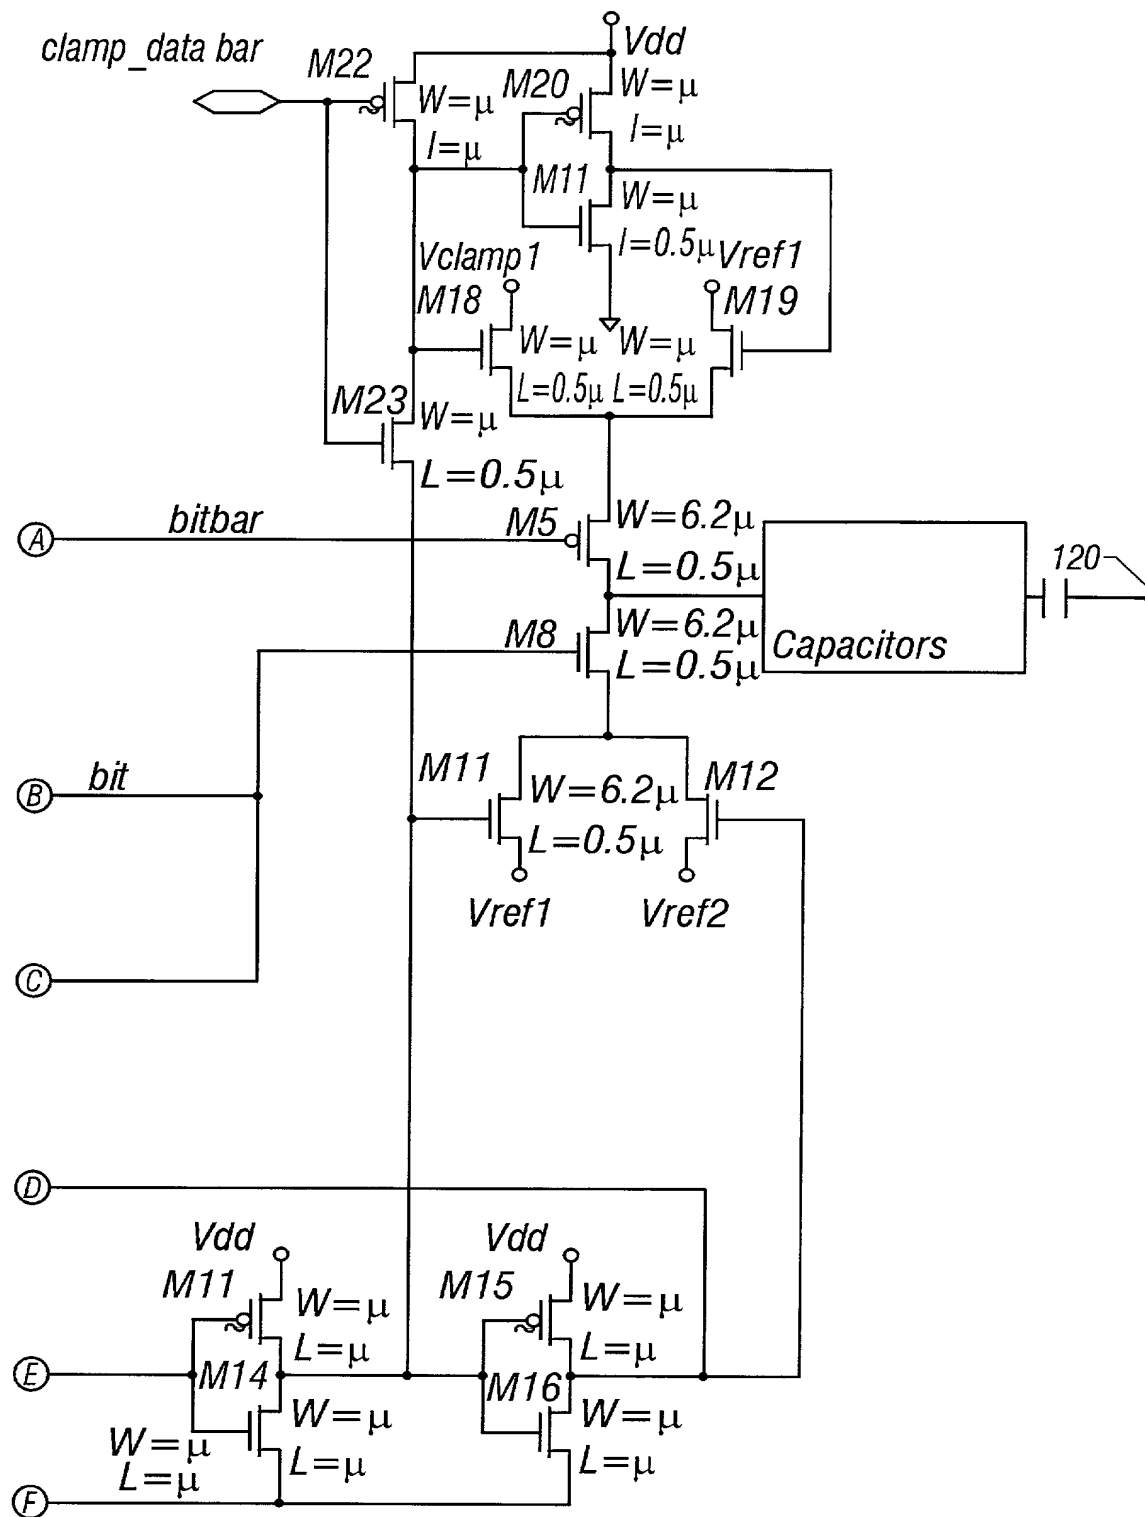 Vdd
clamp_data bar
M22
M20
W=μ
W=μ
l=μ
l=μ
M11
W=μ
l=0.5μ
Vclamp1
Vref1
M18
M19
W=μ
W=μ
L=0.5μ
L=0.5μ
M23
W=μ
L=0.5μ
bitbar
M5
W=6.2μ
A
L=0.5μ
120
M8
W=6.2μ
L=0.5μ
Capacitors
bit
B
M11
M12
W=6.2μ
L=0.5μ
Vref1
Vref2
C
D
Vdd
Vdd
M11
M15
W=μ
W=μ
L=μ
L=μ
E
M14
M16
W=μ
W=μ
W=μ
L=μ
L=μ
L=μ
F